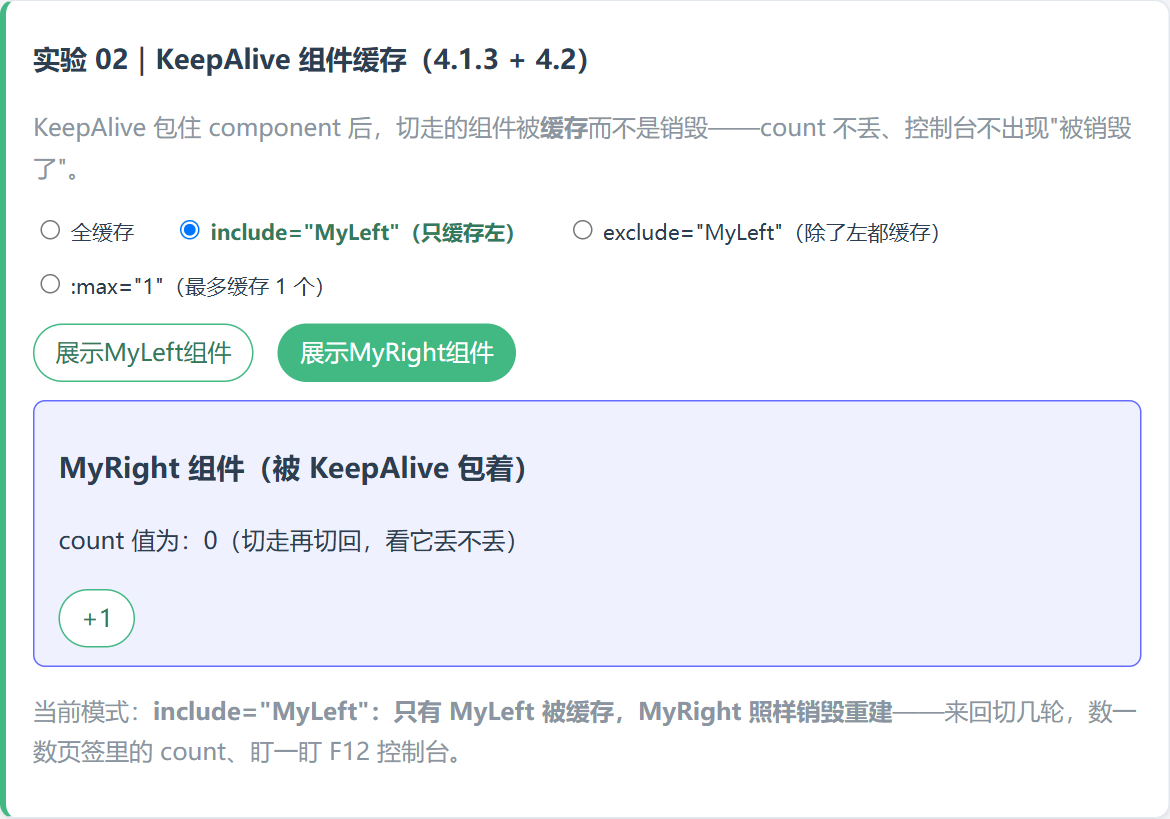 实验 02｜KeepAlive 组件缓存（4.1.3 + 4.2）
KeepAlive 包住 component 后，切走的组件被缓存而不是销毁——count 不丢、控制台不出现"被销毁
了"。
全缓存 include="MyLeft"（只缓存左） exclude="MyLeft"（除了左都缓存）
:max="1"（最多缓存 1 个）
展示MyLeft组件 展示MyRight组件
MyRight 组件（被 KeepAlive 包着）
count 值为：0（切走再切回，看它丢不丢）
+1
当前模式：include="MyLeft"：只有 MyLeft 被缓存，MyRight 照样销毁重建——来回切几轮，数一
数页签里的 count、盯一盯 F12 控制台。